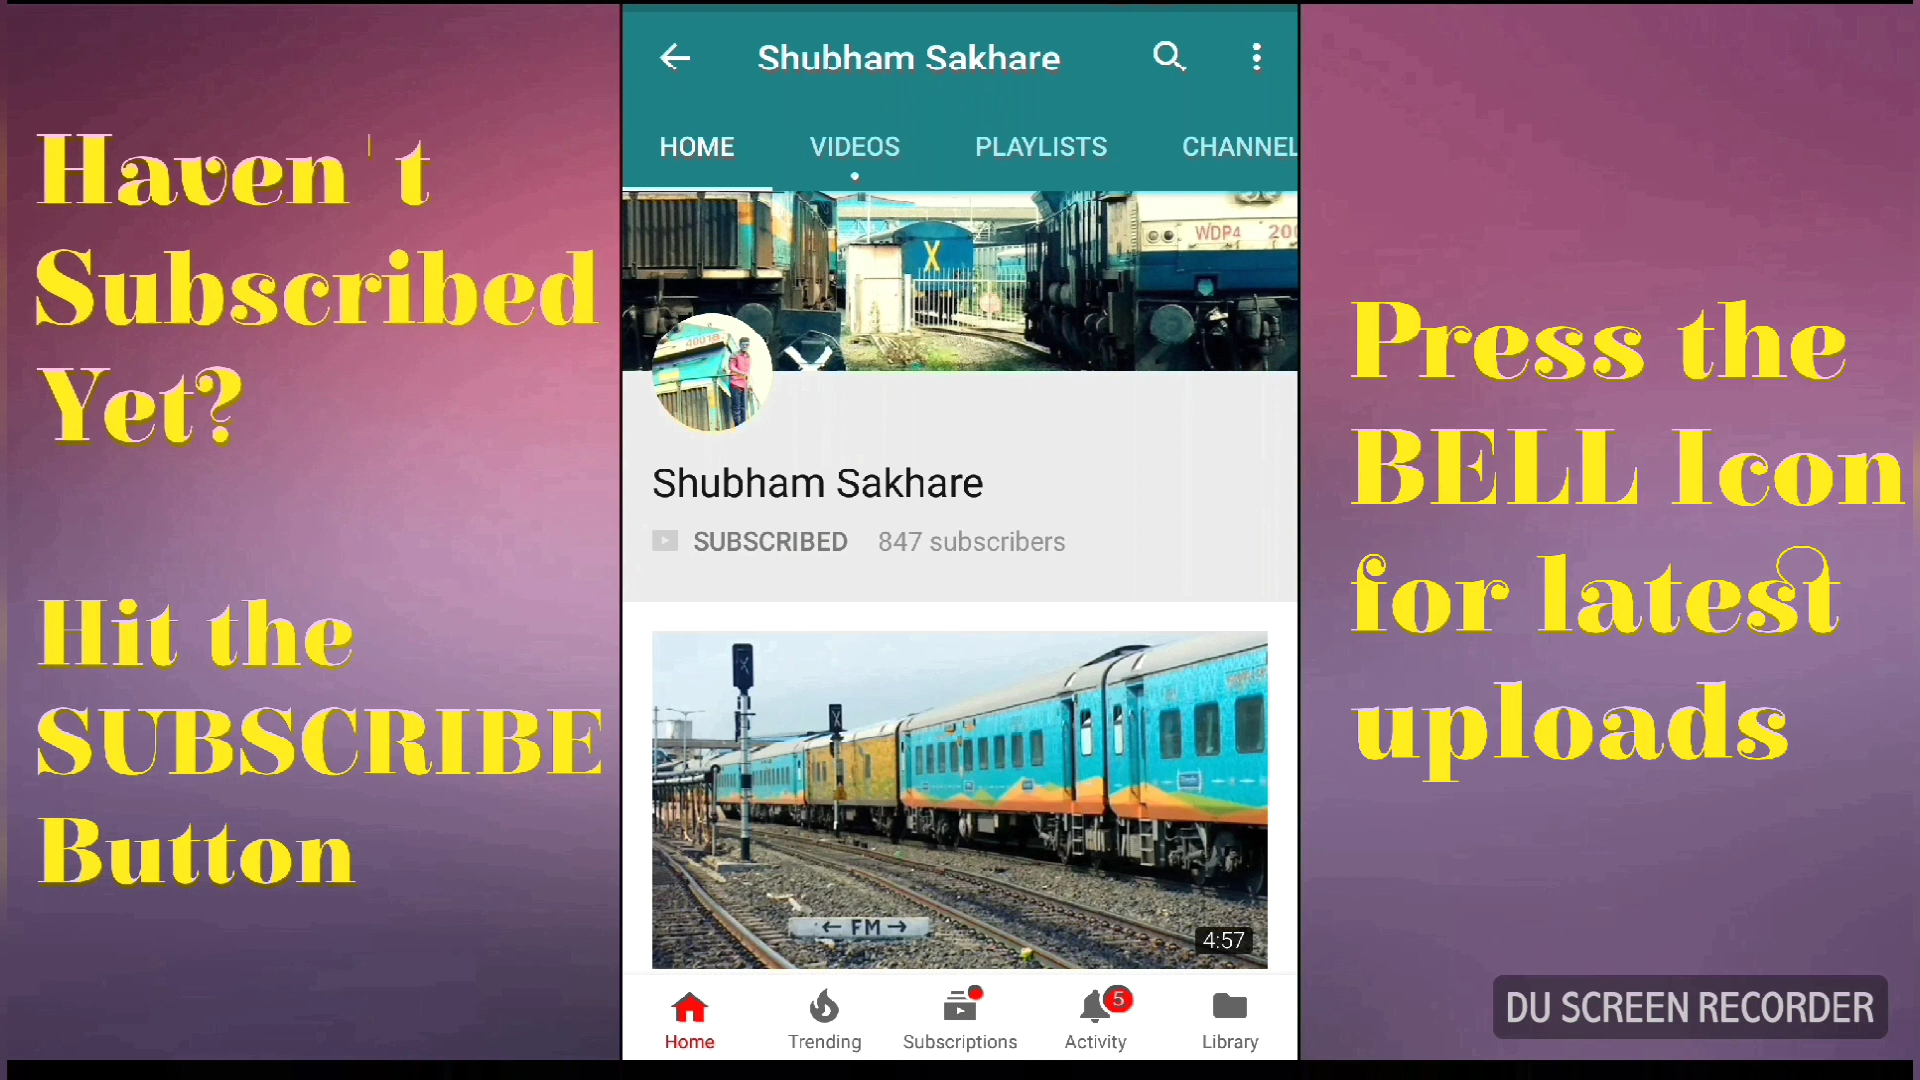 Haven't
Subscribed
Yet?
Hit the
SUBSCRIBE
Button
Shubham Sakhare
HOME VIDEOS PLAYLISTS CHANNEL
WDP4 200
X
Shubham Sakhare
SUBSCRIBED 847 subscribers
X
← FM →
4:57
5
Home Trending Subscriptions Activity Library
Press the
BELL Icon
for latest
uploads
DU SCREEN RECORDER